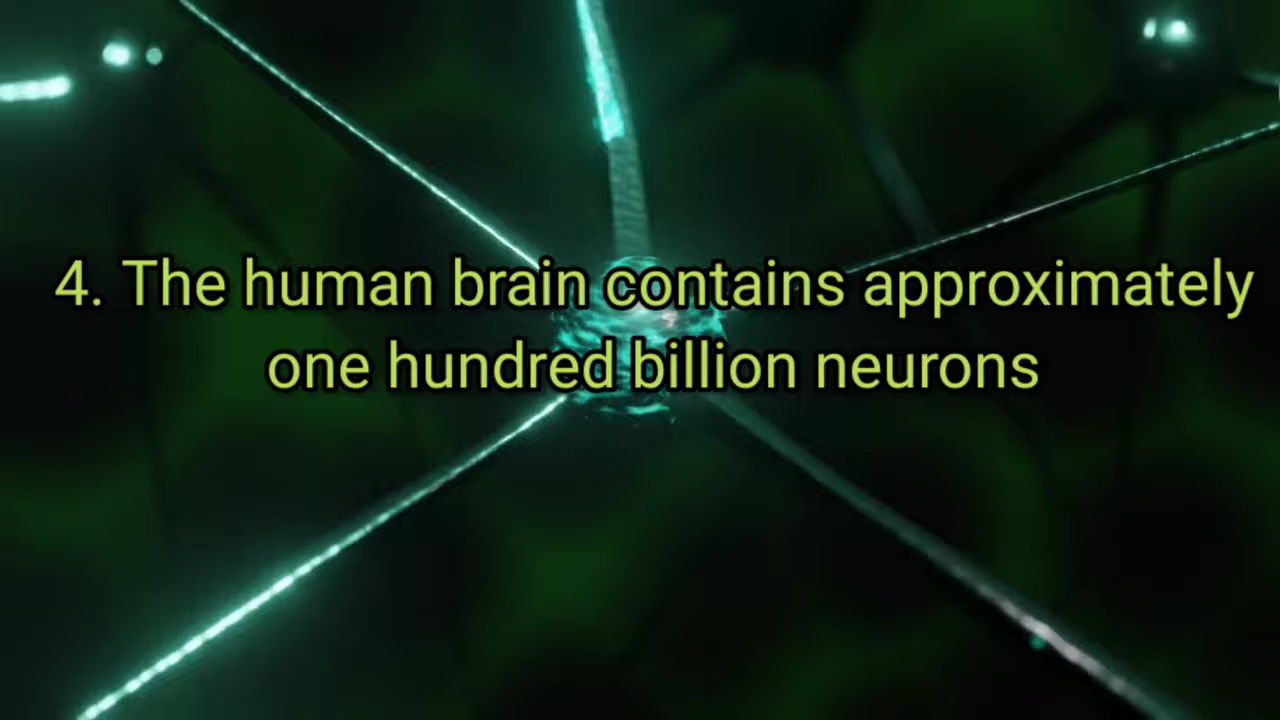 4. The human brain contains approximately
one hundred billion neurons